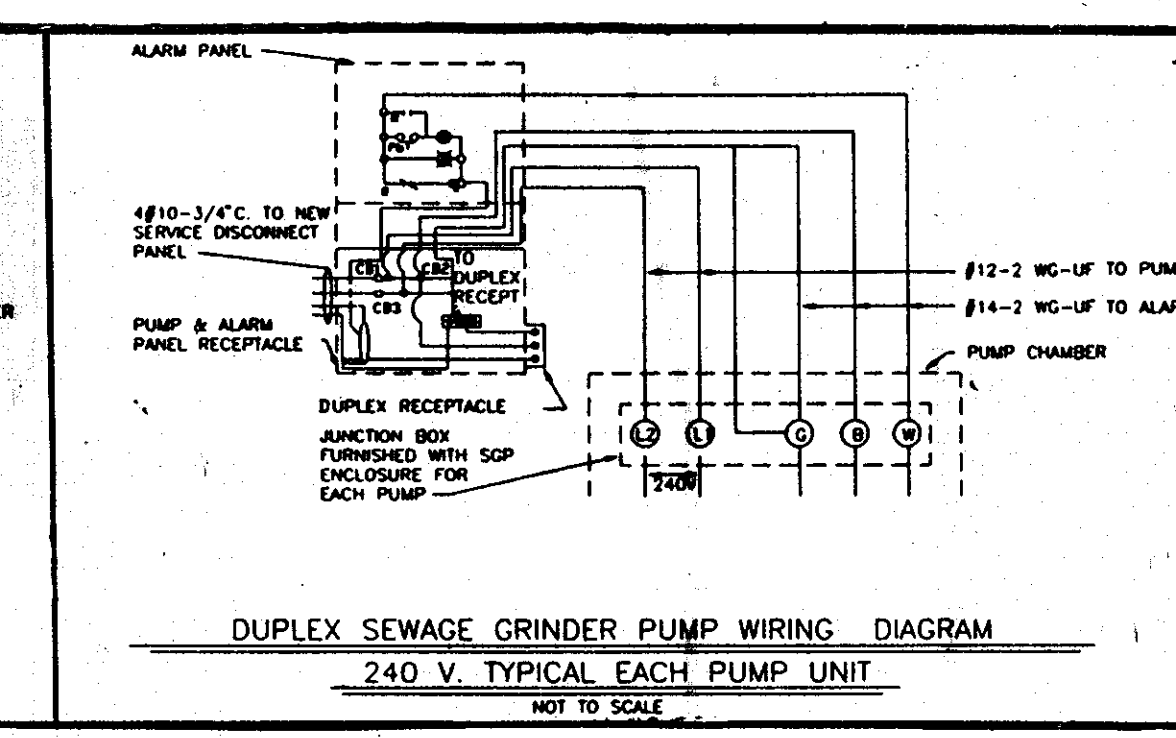 ALARM PANEL
4#10-3/4"C. TO NEW
SERVICE DISCONNECT
PANEL
CB1
CB2
TO
DUPLEX
RECEPT
CB3
PUMP & ALARM
PANEL RECEPTACLE
#12-2 WG-UF TO PUM
#14-2 WG-UF TO ALAR
PUMP CHAMBER
DUPLEX RECEPTACLE
JUNCTION BOX
FURNISHED WITH SGP
ENCLOSURE FOR
EACH PUMP
L2 L1 G B W
240V
DUPLEX SEWAGE GRINDER PUMP WIRING DIAGRAM
240 V. TYPICAL EACH PUMP UNIT
NOT TO SCALE